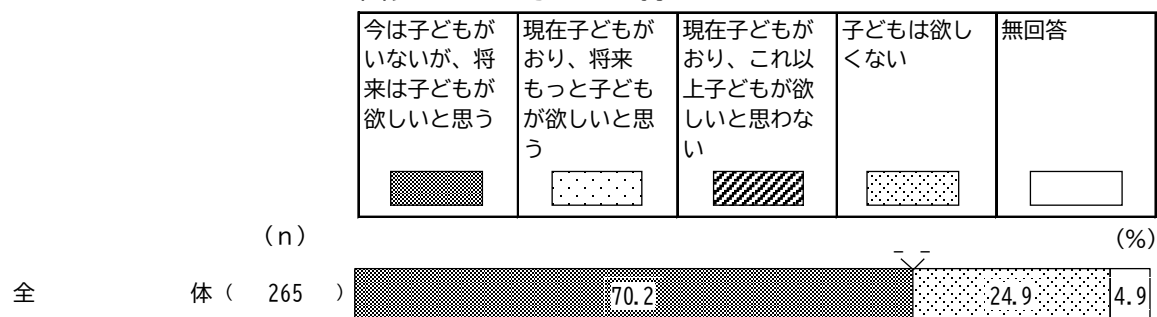 今は子どもが
いないが、将
来は子どもが
欲しいと思う
現在子どもが
おり、将来
もっと子ども
が欲しいと思
う
現在子どもが
おり、これ以
上子どもが欲
しいと思わな
い
子どもは欲し
くない
無回答
(n)
(%)
- -
全 体 ( 265 ) 70.2 24.9 4.9